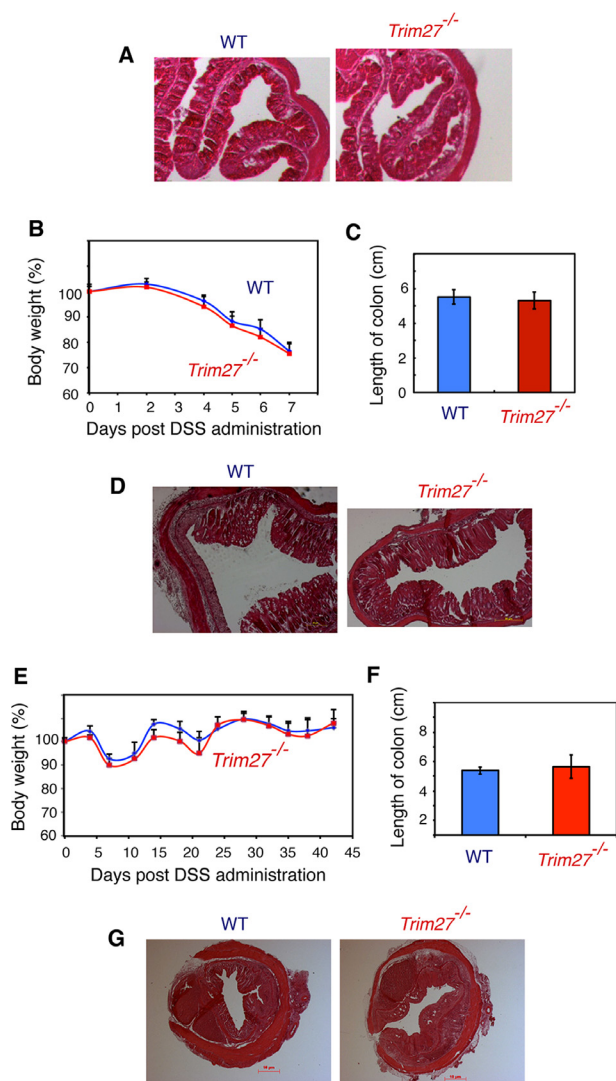 WT
Trim27-/-
A
B
Body weight (%)
100
90
80
70
60
WT
Trim27-/-
0 1 2 3 4 5 6 7
Days post DSS administration
C
Length of colon (cm)
6
4
2
0
WT
Trim27-/-
WT
Trim27-/-
D
E
Body weight (%)
100
90
80
70
60
Trim27-/-
0 5 10 15 20 25 30 35 40 45
Days post DSS administration
F
Length of colon (cm)
8
6
4
2
WT
Trim27-/-
WT
Trim27-/-
G